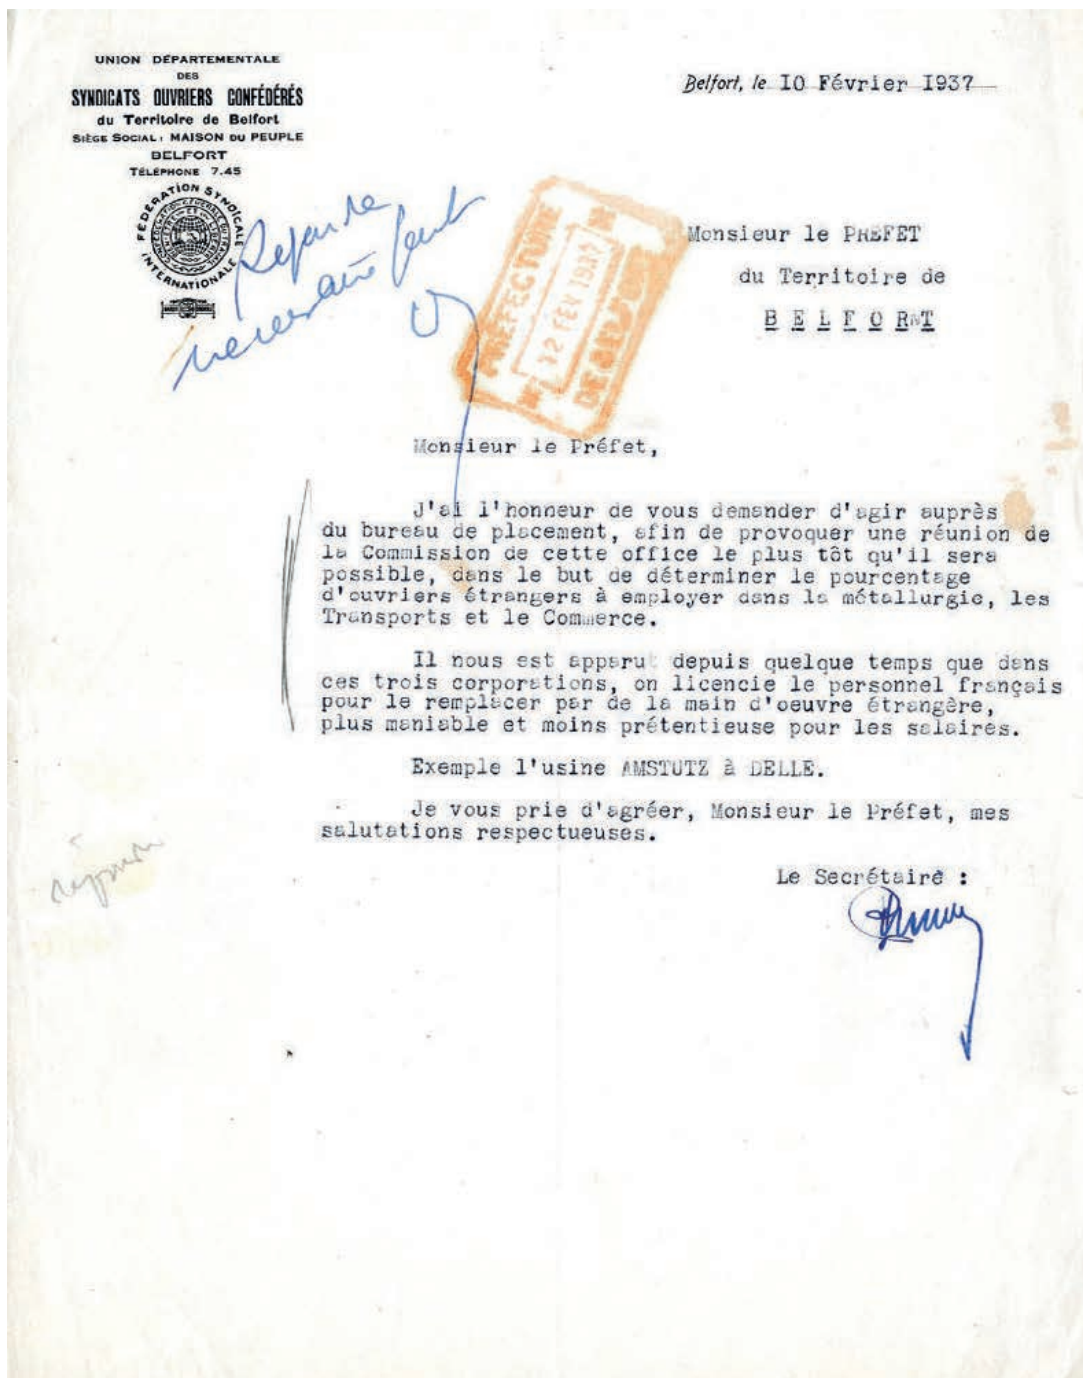 UNION DÉPARTEMENTALE
DES
SYNDICATS OUVRIERS CONFÉDÉRÉS
du Territoire de Belfort
SIÈGE SOCIAL : MAISON DU PEUPLE
BELFORT
TÉLÉPHONE 7.45
FÉDÉRATION SYNDICALE
INTERNATIONALE
Belfort, le 10 Février 1937
PREFECTURE
12 FEV 1937
DE BELFORT
Monsieur le PREFET
du Territoire de
BELFORT
Monsieur le Préfet,
J'ai l'honneur de vous demander d'agir auprès
du bureau de placement, afin de provoquer une réunion de
la Commission de cette office le plus tôt qu'il sera
possible, dans le but de déterminer le pourcentage
d'ouvriers étrangers à employer dans la métallurgie, les
Transports et le Commerce.
Il nous est apparu depuis quelque temps que dans
ces trois corporations, on licencie le personnel français
pour le remplacer par de la main d'oeuvre étrangère,
plus maniable et moins prétentieuse pour les salaires.
Exemple l'usine AMSTUTZ à DELLE.
Je vous prie d'agréer, Monsieur le Préfet, mes
salutations respectueuses.
réponse
Le Secrétaire :